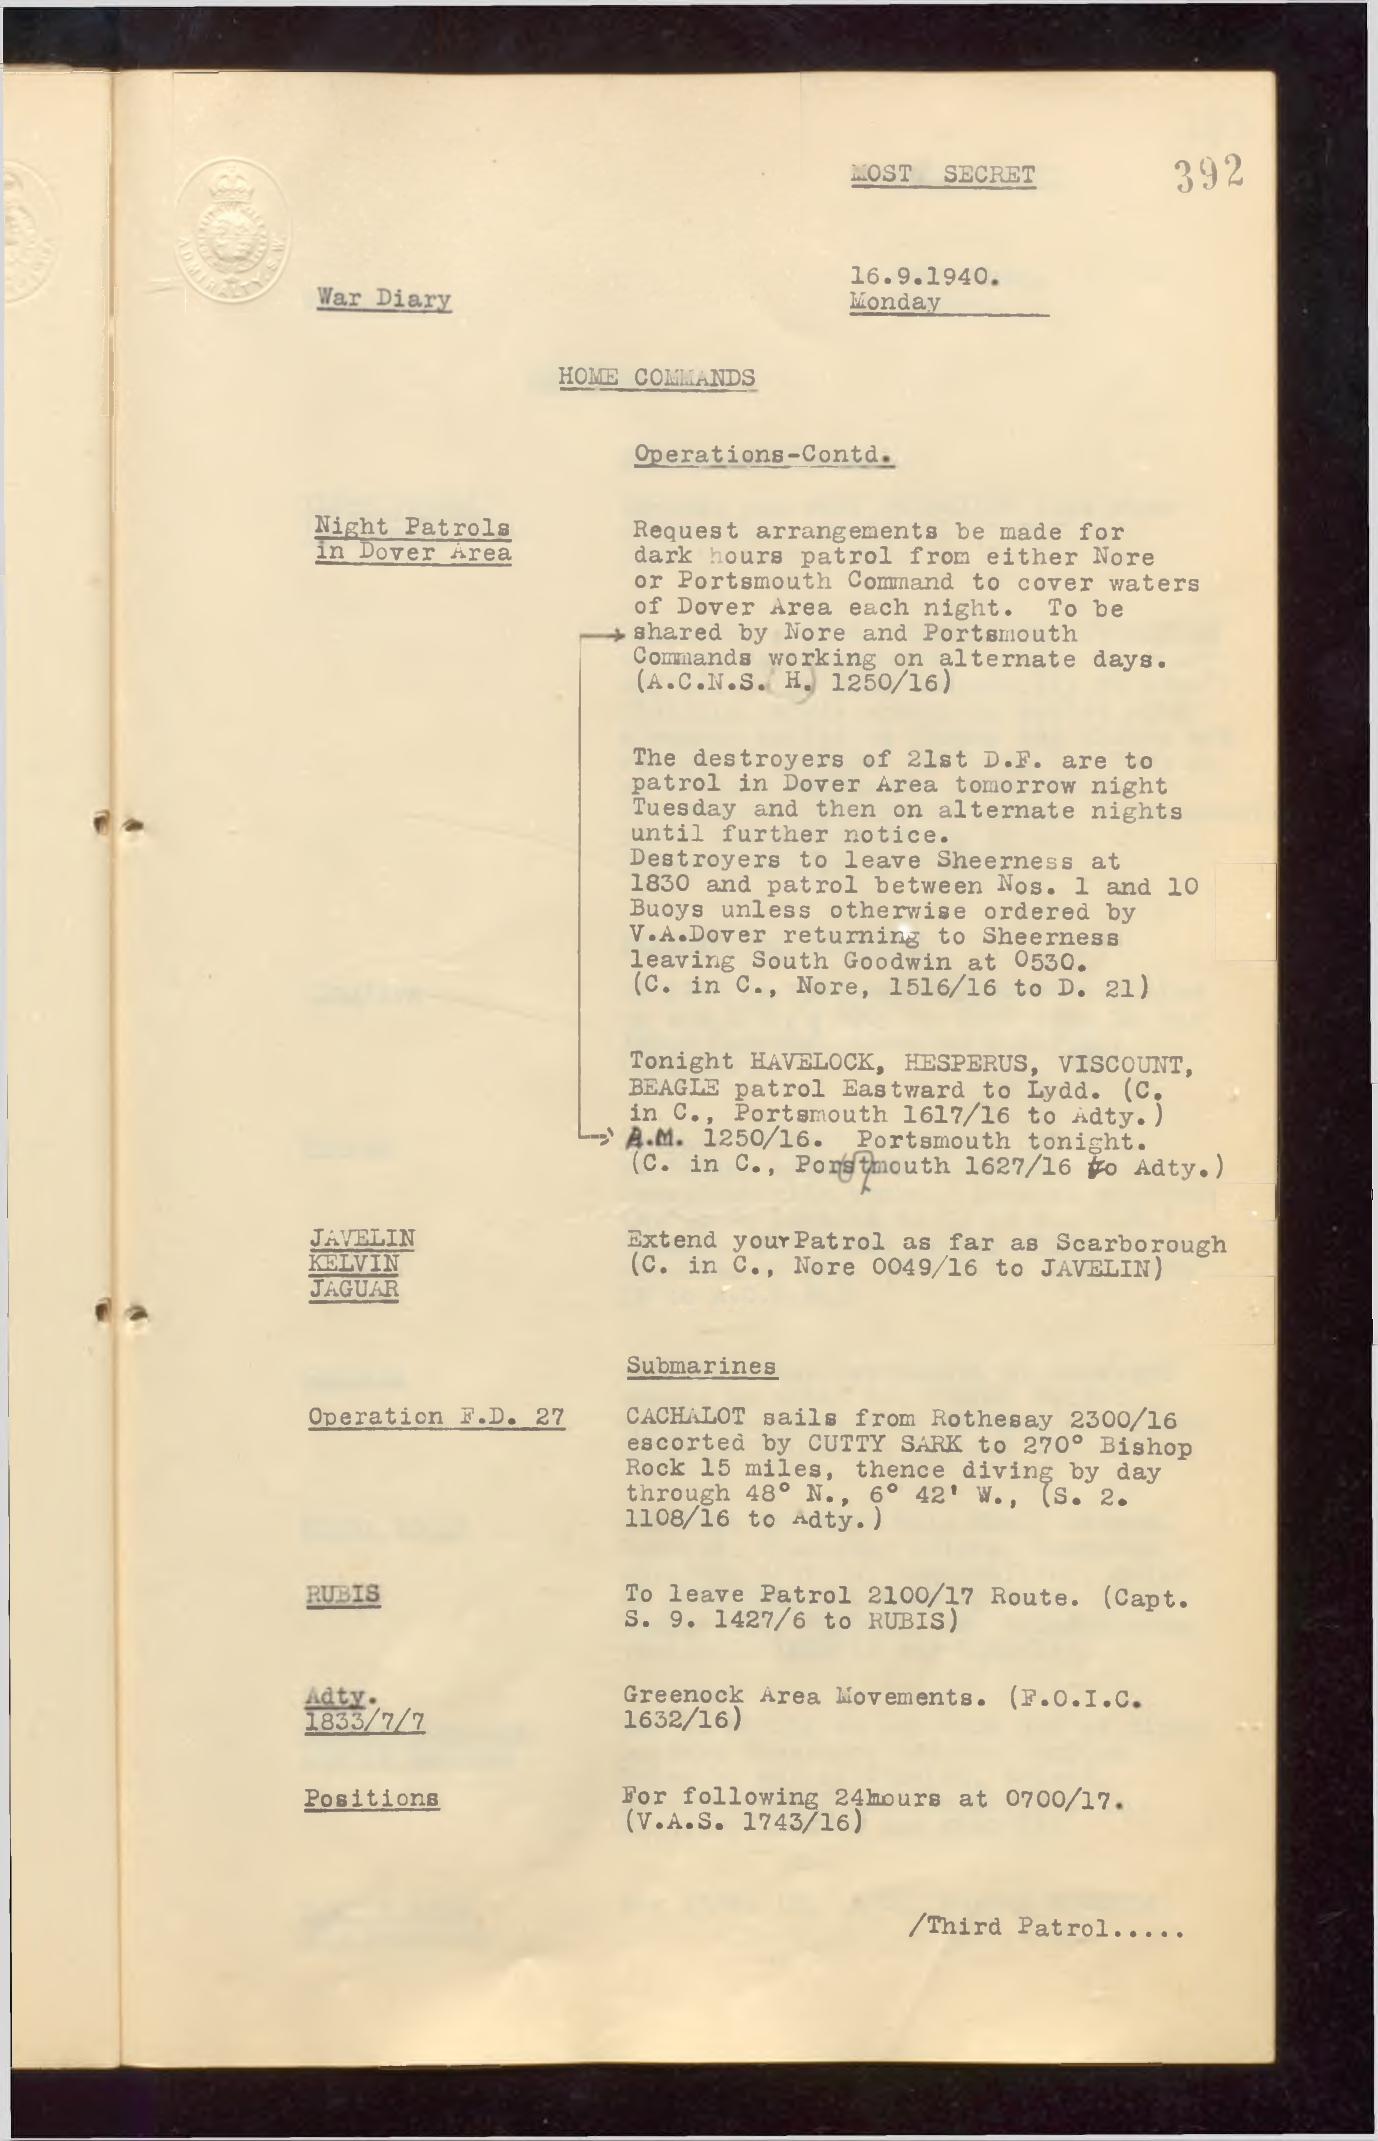 MOST SECRET
392
ADMIRALTY. S.W.
16.9.1940.
Monday
War Diary
HOME COMMANDS
Operations-Contd.
Night Patrols
in Dover Area
Request arrangements be made for
dark hours patrol from either Nore
or Portsmouth Command to cover waters
of Dover Area each night. To be
shared by Nore and Portsmouth
Commands working on alternate days.
(A.C.N.S. (H.) 1250/16)
The destroyers of 21st D.F. are to
patrol in Dover Area tomorrow night
Tuesday and then on alternate nights
until further notice.
Destroyers to leave Sheerness at
1830 and patrol between Nos. 1 and 10
Buoys unless otherwise ordered by
V.A.Dover returning to Sheerness
leaving South Goodwin at 0530.
(C. in C., Nore, 1516/16 to D. 21)
Tonight HAVELOCK, HESPERUS, VISCOUNT,
BEAGLE patrol Eastward to Lydd. (C.
in C., Portsmouth 1617/16 to Adty.)
A.M. 1250/16. Portsmouth tonight.
(C. in C., Porstmouth 1627/16 to Adty.)
JAVELIN
KELVIN
JAGUAR
Extend your Patrol as far as Scarborough
(C. in C., Nore 0049/16 to JAVELIN)
Submarines
Operation F.D. 27
CACHALOT sails from Rothesay 2300/16
escorted by CUTTY SARK to 270° Bishop
Rock 15 miles, thence diving by day
through 48° N., 6° 42' W., (S. 2.
1108/16 to Adty.)
RUBIS
To leave Patrol 2100/17 Route. (Capt.
S. 9. 1427/6 to RUBIS)
Adty.
1833/7/7
Greenock Area Movements. (F.O.I.C.
1632/16)
Positions
For following 24hours at 0700/17.
(V.A.S. 1743/16)
/Third Patrol.....